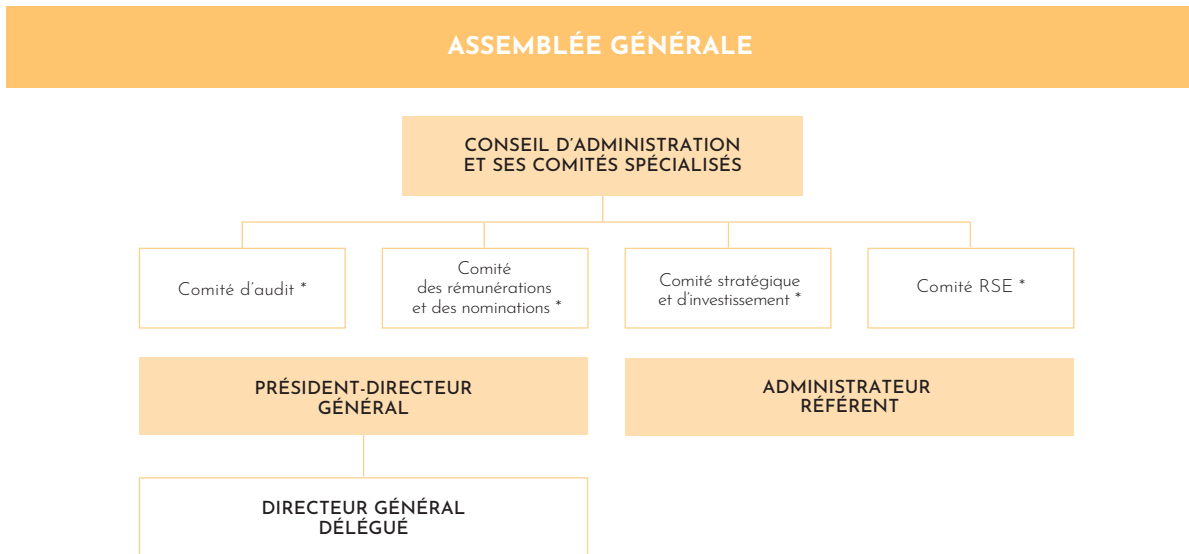 ASSEMBLÉE GÉNÉRALE
CONSEIL D’ADMINISTRATION
ET SES COMITÉS SPÉCIALISÉS
Comité d’audit *
Comité
des rémunérations
et des nominations *
Comité stratégique
et d’investissement *
Comité RSE *
PRÉSIDENT-DIRECTEUR
GÉNÉRAL
ADMINISTRATEUR
RÉFÉRENT
DIRECTEUR GÉNÉRAL
DÉLÉGUÉ